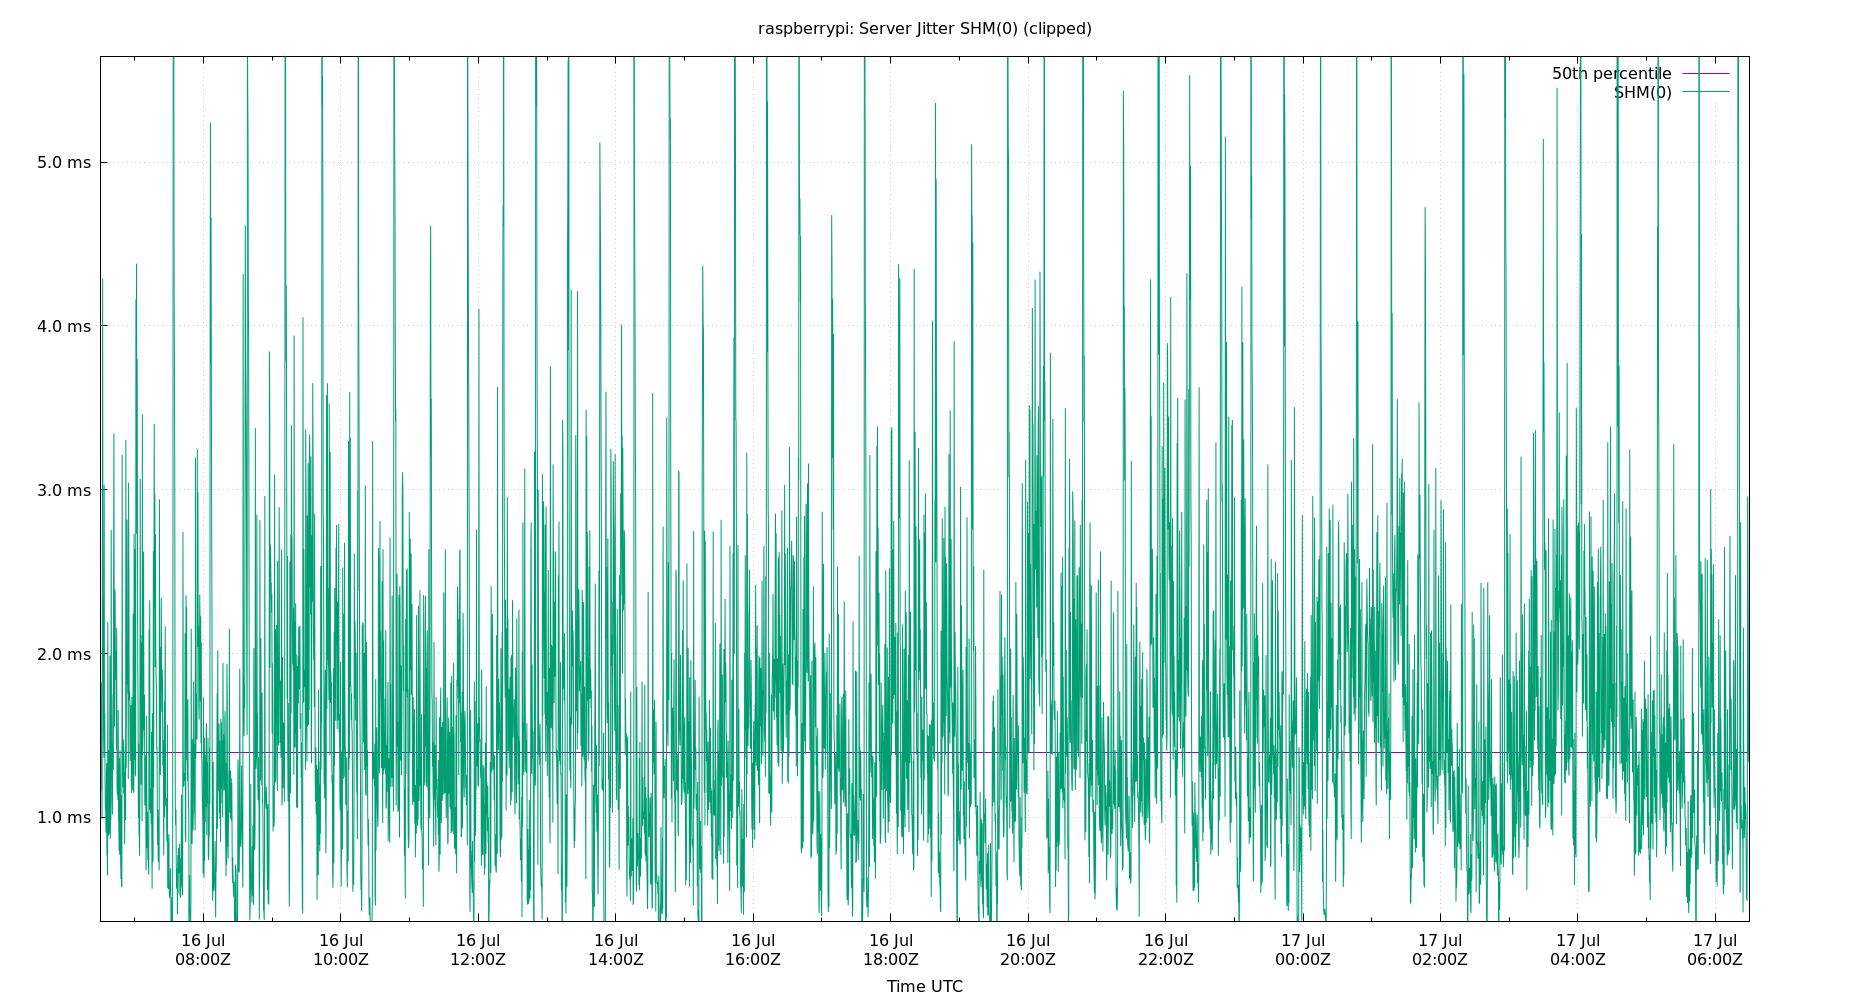 raspberrypi: Server Jitter SHM(0) (clipped)
50th percentile
SHM(0)
5.0 ms
4.0 ms
3.0 ms
2.0 ms
1.0 ms
16 Jul 16 Jul 16 Jul 16 Jul 16 Jul 16 Jul 16 Jul 16 Jul 17 Jul 17 Jul 17 Jul 17 Jul
08:00Z 10:00Z 12:00Z 14:00Z 16:00Z 18:00Z 20:00Z 22:00Z 00:00Z 02:00Z 04:00Z 06:00Z
Time UTC